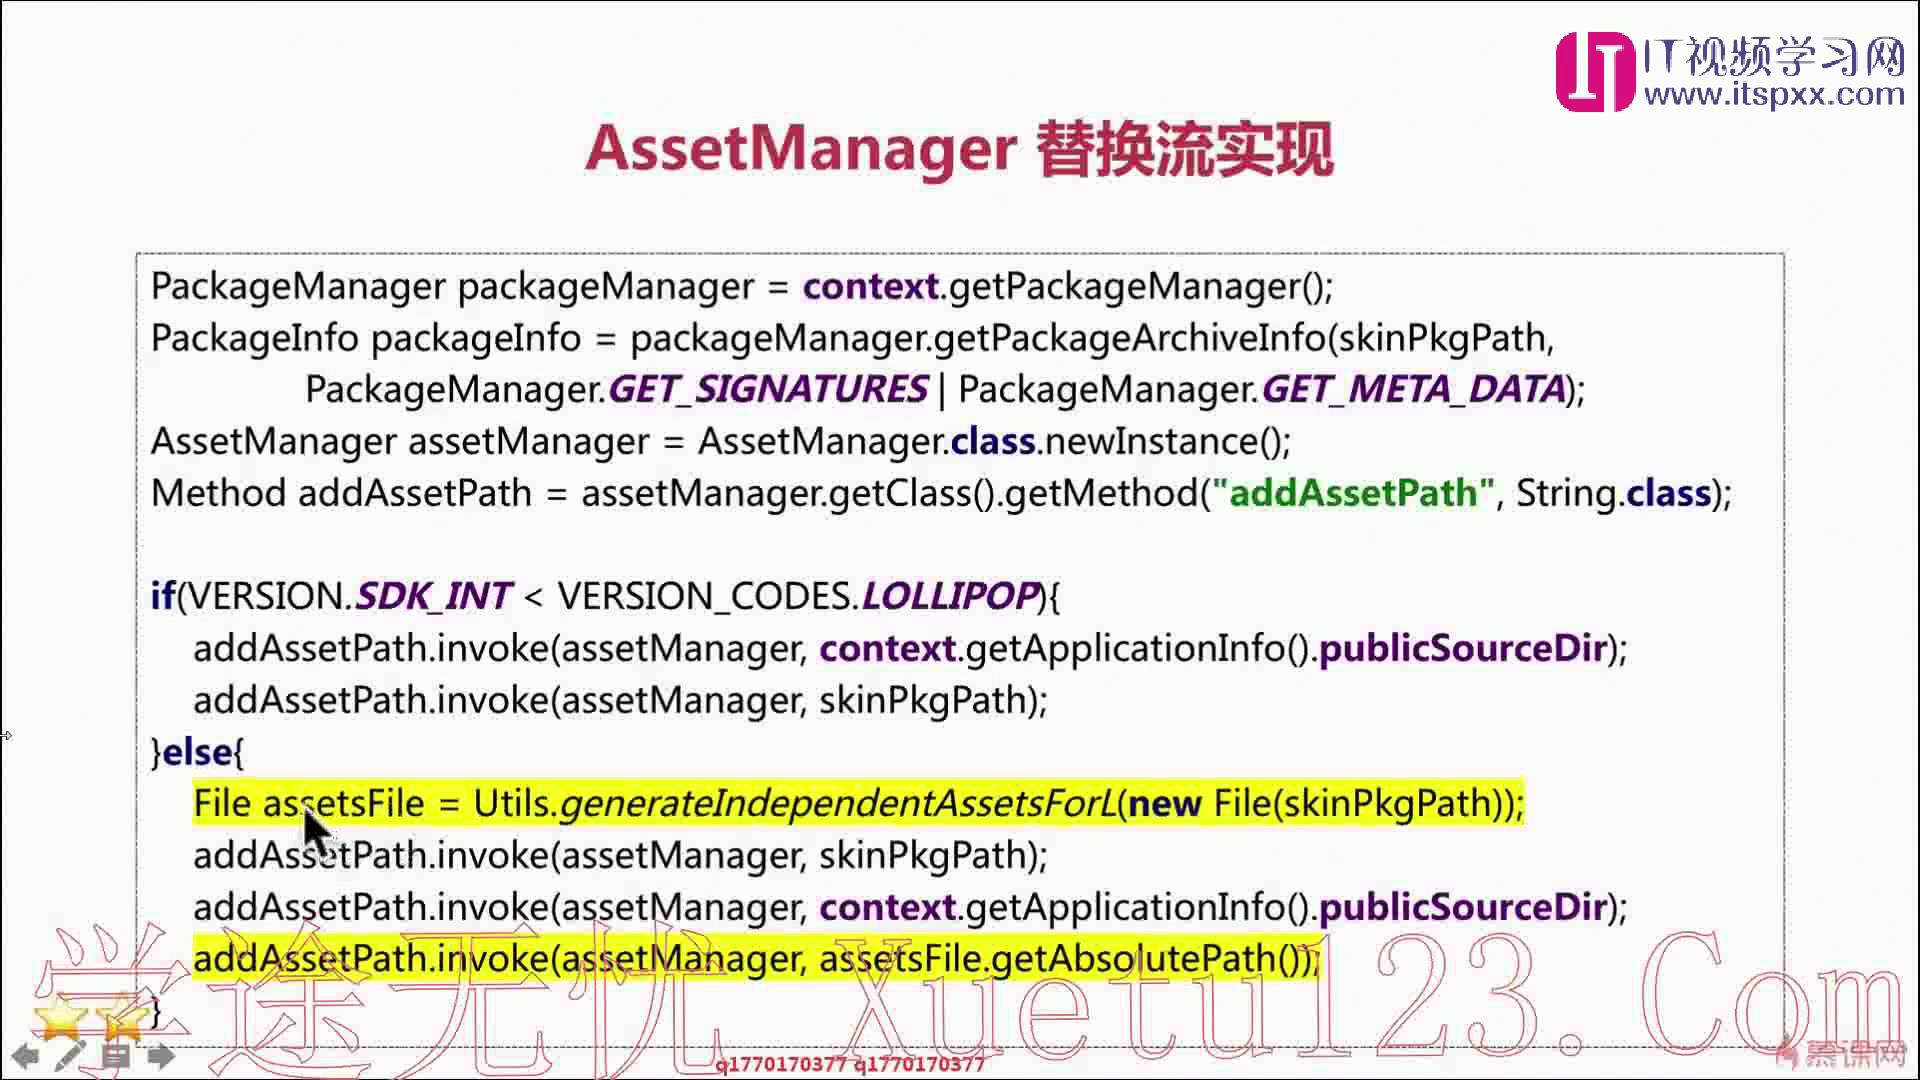 IT视频学习网
www.itspxx.com
AssetManager 替换流实现
PackageManager packageManager = context.getPackageManager();
PackageInfo packageInfo = packageManager.getPackageArchiveInfo(skinPkgPath,
PackageManager.GET_SIGNATURES | PackageManager.GET_META_DATA);
AssetManager assetManager = AssetManager.class.newInstance();
Method addAssetPath = assetManager.getClass().getMethod("addAssetPath", String.class);
if(VERSION.SDK_INT < VERSION_CODES.LOLLIPOP){
addAssetPath.invoke(assetManager, context.getApplicationInfo().publicSourceDir);
addAssetPath.invoke(assetManager, skinPkgPath);
}else{
File assetsFile = Utils.generateIndependentAssetsForL(new File(skinPkgPath));
addAssetPath.invoke(assetManager, skinPkgPath);
addAssetPath.invoke(assetManager, context.getApplicationInfo().publicSourceDir);
addAssetPath.invoke(assetManager, assetsFile.getAbsolutePath());
}
学途无忧 Xuetu123.Com
q1770170377 q1770170377
慕课网